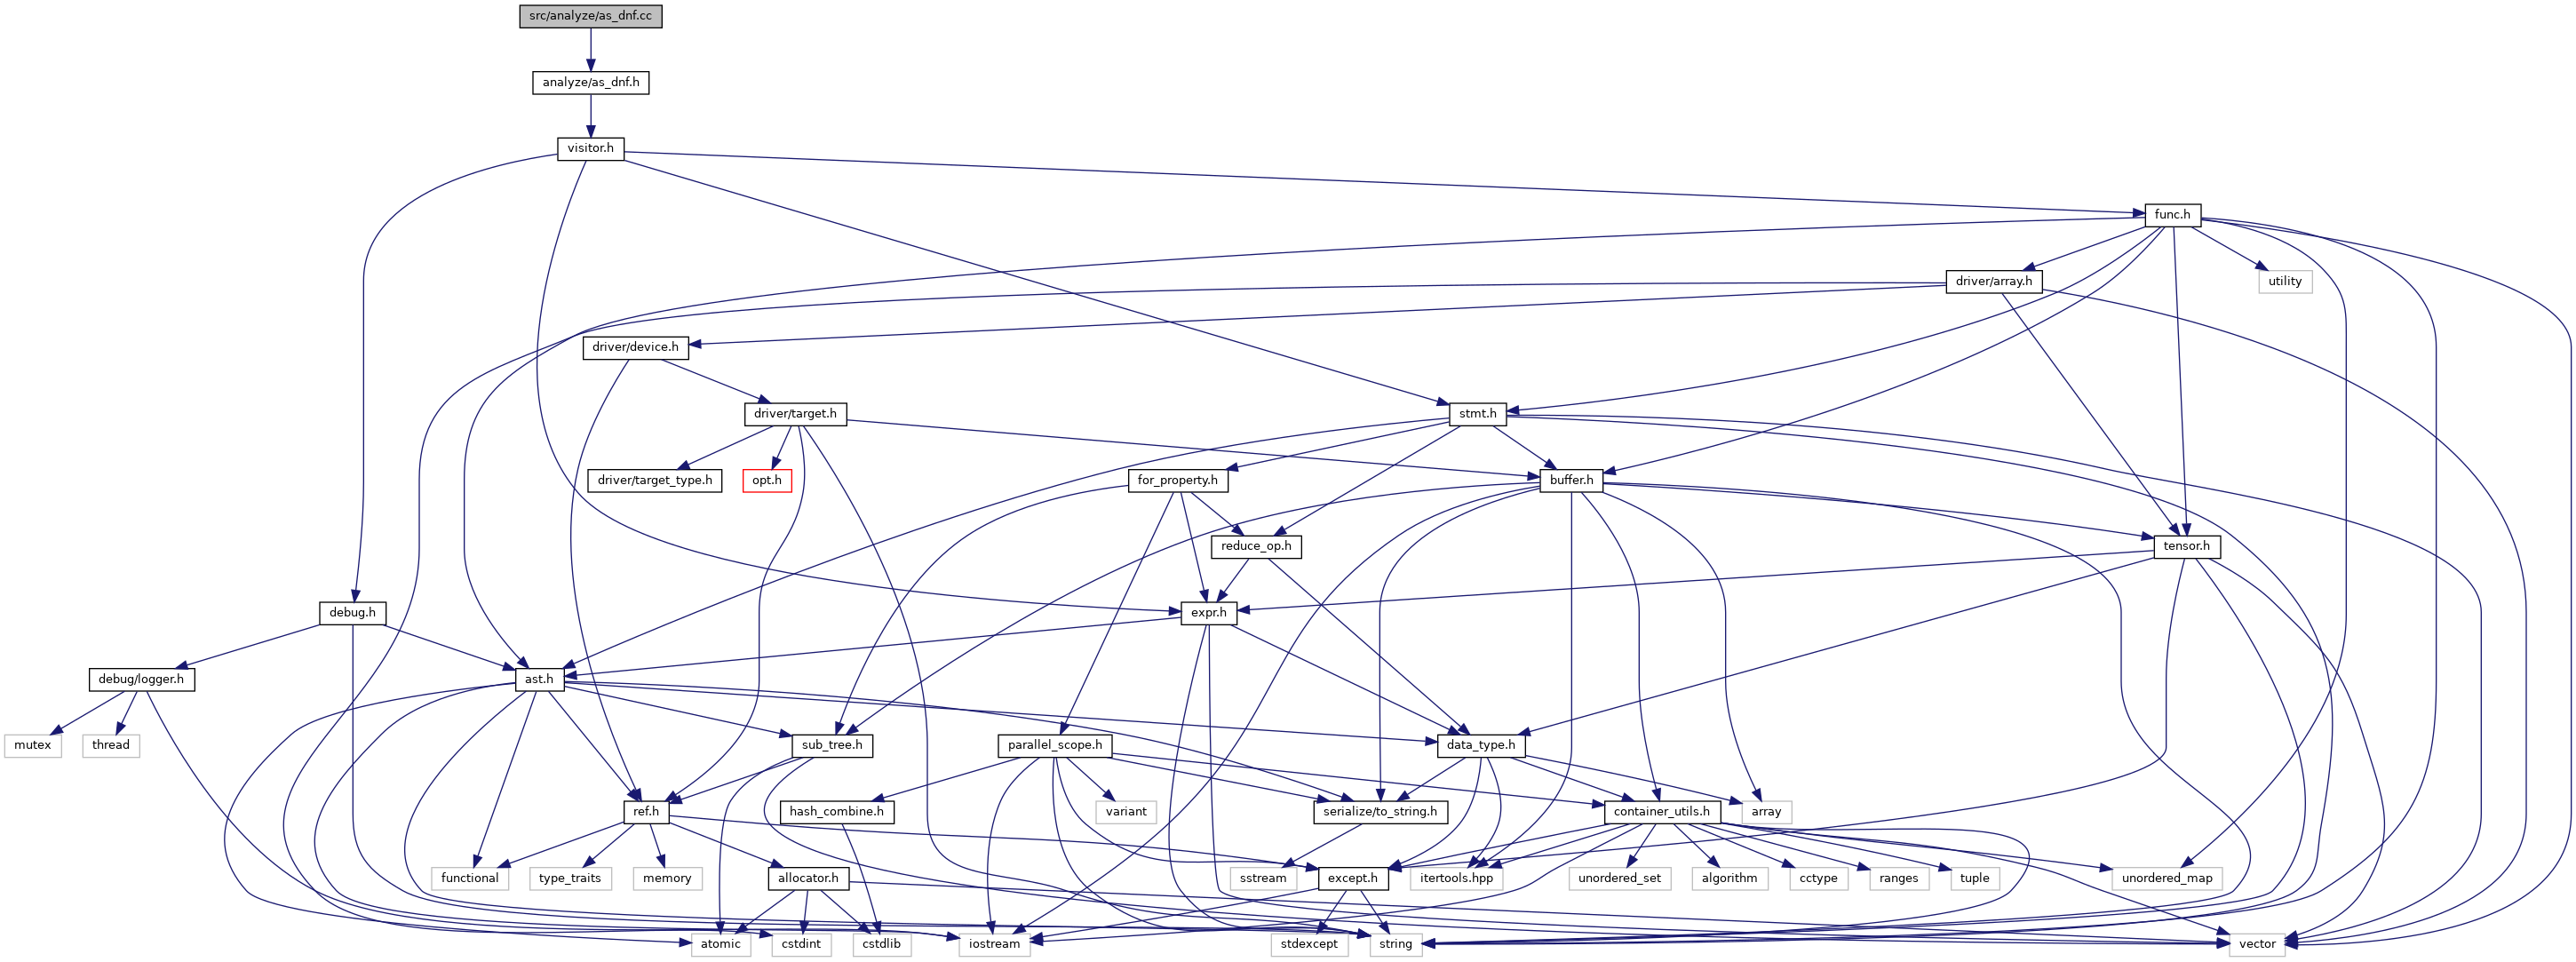 src/analyze/as_dnf.cc
analyze/as_dnf.h
visitor.h
func.h
driver/array.h
utility
driver/device.h
driver/target.h
stmt.h
driver/target_type.h
opt.h
for_property.h
buffer.h
reduce_op.h
tensor.h
debug.h
expr.h
debug/logger.h
ast.h
mutex
thread
sub_tree.h
parallel_scope.h
data_type.h
ref.h
hash_combine.h
variant
serialize/to_string.h
container_utils.h
array
functional
type_traits
memory
allocator.h
sstream
except.h
itertools.hpp
unordered_set
algorithm
cctype
ranges
tuple
unordered_map
atomic
cstdint
cstdlib
iostream
stdexcept
string
vector